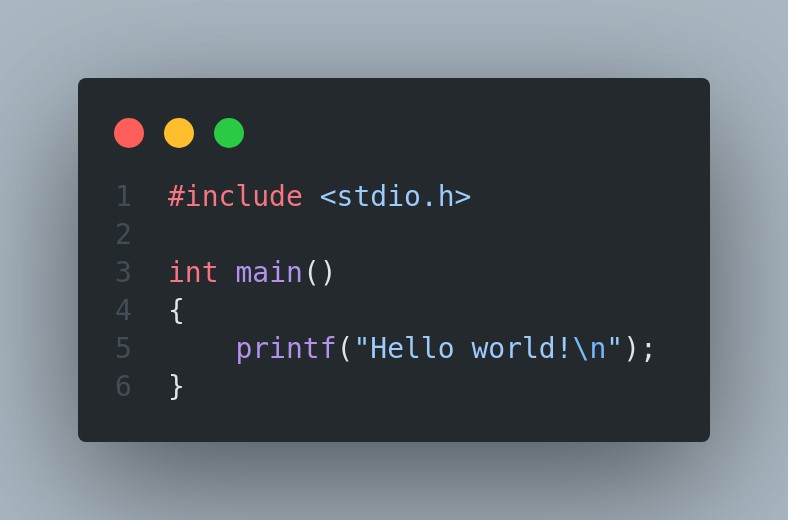 1 #include <stdio.h>
2
3 int main()
4 {
5     printf("Hello world!\n");
6 }